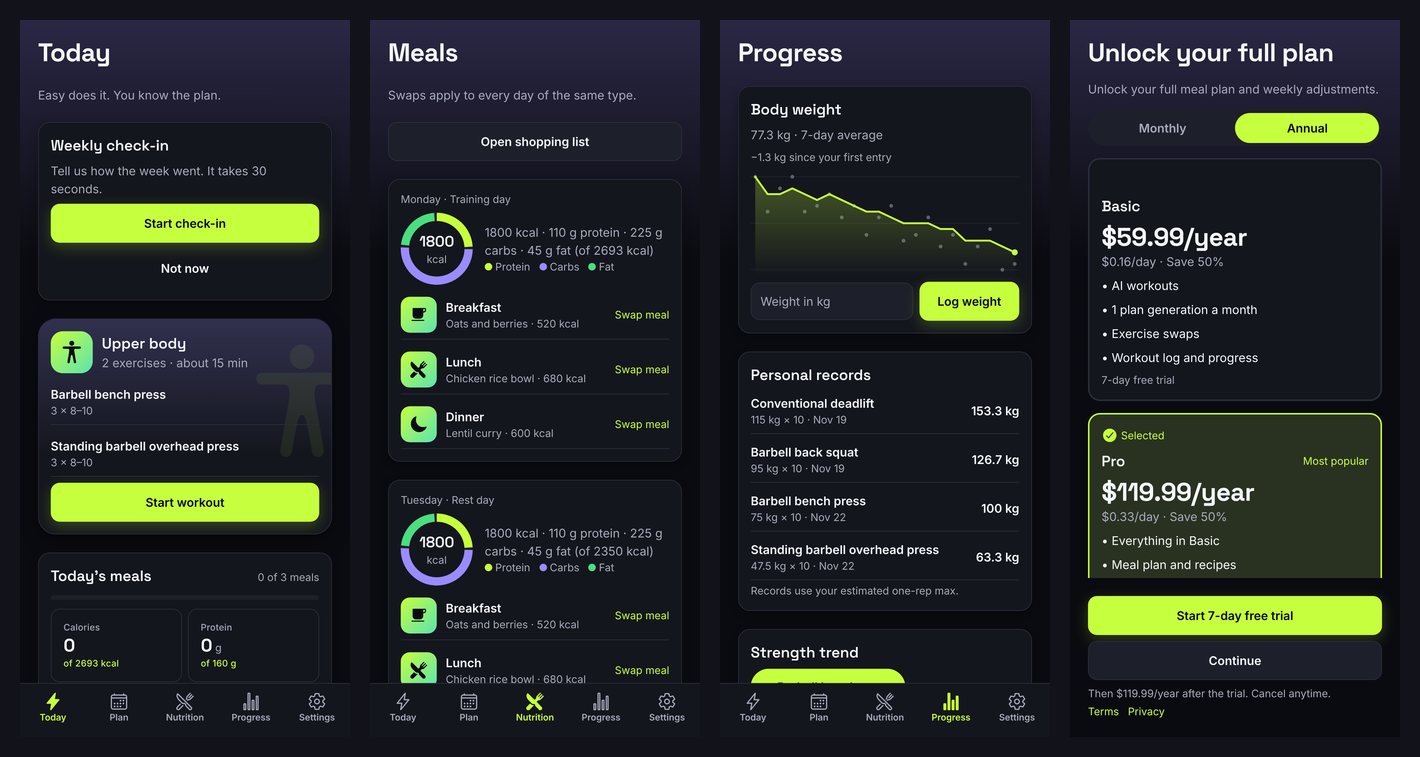 Today
Easy does it. You know the plan.
Weekly check-in
Tell us how the week went. It takes 30
seconds.
Start check-in
Not now
Upper body
2 exercises · about 15 min
Barbell bench press
3 × 8–10
Standing barbell overhead press
3 × 8–10
Start workout
Today's meals
0 of 3 meals
Calories
0
of 2693 kcal
Protein
0 g
of 160 g
Today
Plan
Nutrition
Progress
Settings
Meals
Swaps apply to every day of the same type.
Open shopping list
Monday · Training day
1800
kcal
1800 kcal · 110 g protein · 225 g
carbs · 45 g fat (of 2693 kcal)
Protein
Carbs
Fat
Breakfast
Oats and berries · 520 kcal
Swap meal
Lunch
Chicken rice bowl · 680 kcal
Swap meal
Dinner
Lentil curry · 600 kcal
Swap meal
Tuesday · Rest day
1800
kcal
1800 kcal · 110 g protein · 225 g
carbs · 45 g fat (of 2350 kcal)
Protein
Carbs
Fat
Breakfast
Oats and berries · 520 kcal
Swap meal
Lunch
Chicken rice bowl · 680 kcal
Swap meal
Today
Plan
Nutrition
Progress
Settings
Progress
Body weight
77.3 kg · 7-day average
−1.3 kg since your first entry
Weight in kg
Log weight
Personal records
Conventional deadlift
115 kg × 10 · Nov 19
153.3 kg
Barbell back squat
95 kg × 10 · Nov 19
126.7 kg
Barbell bench press
75 kg × 10 · Nov 22
100 kg
Standing barbell overhead press
47.5 kg × 10 · Nov 22
63.3 kg
Records use your estimated one-rep max.
Strength trend
Today
Plan
Nutrition
Progress
Settings
Unlock your full plan
Unlock your full meal plan and weekly adjustments.
Monthly
Annual
Basic
$59.99/year
$0.16/day · Save 50%
• AI workouts
• 1 plan generation a month
• Exercise swaps
• Workout log and progress
7-day free trial
Selected
Pro
Most popular
$119.99/year
$0.33/day · Save 50%
• Everything in Basic
• Meal plan and recipes
Start 7-day free trial
Continue
Then $119.99/year after the trial. Cancel anytime.
Terms
Privacy